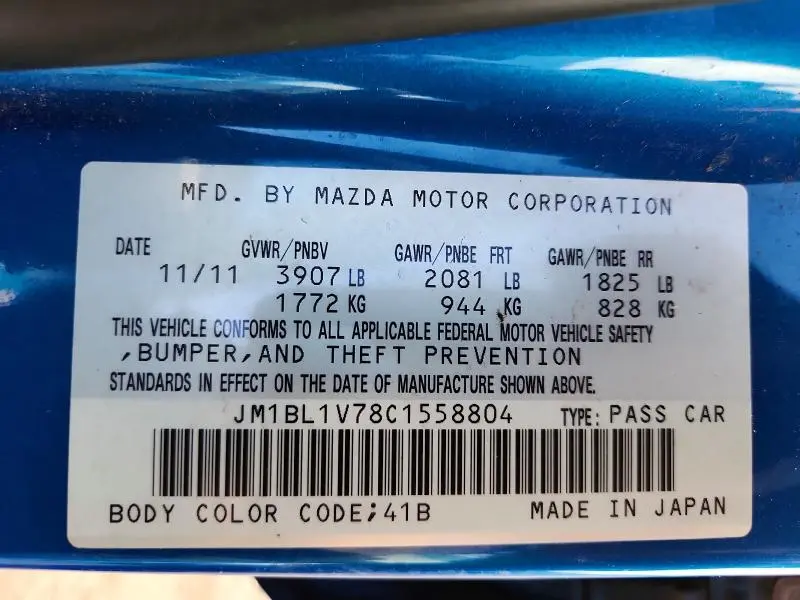 MFD. BY MAZDA MOTOR CORPORATION
DATE GVWR/PNBV GAWR/PNBE FRT GAWR/PNBE RR
11/11 3907 LB 2081 LB 1825 LB
1772 KG 944 KG 828 KG
THIS VEHICLE CONFORMS TO ALL APPLICABLE FEDERAL MOTOR VEHICLE SAFETY
,BUMPER,AND THEFT PREVENTION
STANDARDS IN EFFECT ON THE DATE OF MANUFACTURE SHOWN ABOVE.
JM1BL1V78C1558804 TYPE: PASS CAR
BODY COLOR CODE;41B MADE IN JAPAN